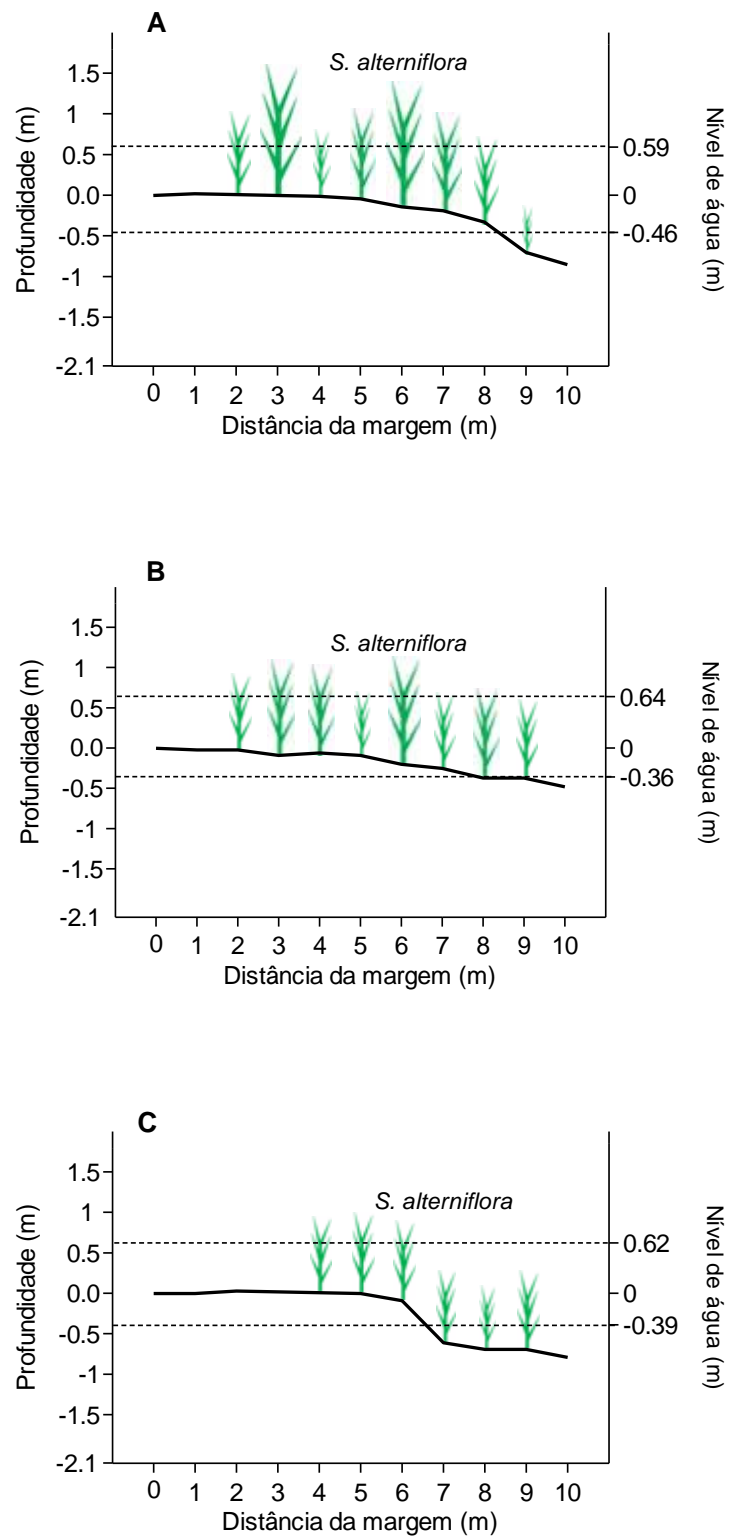 A
S. alterniflora
Profundidade (m)
1.5
1
0.5
0.0
-0.5
-1
-1.5
-2.1
0.59
0
-0.46
Nível de água (m)
0 1 2 3 4 5 6 7 8 9 10
Distância da margem (m)
B
S. alterniflora
Profundidade (m)
1.5
1
0.5
0.0
-0.5
-1
-1.5
-2.1
0.64
0
-0.36
Nível de água (m)
0 1 2 3 4 5 6 7 8 9 10
Distância da margem (m)
C
S. alterniflora
Profundidade (m)
1.5
1
0.5
0.0
-0.5
-1
-1.5
-2.1
0.62
0
-0.39
Nível de água (m)
0 1 2 3 4 5 6 7 8 9 10
Distância da margem (m)